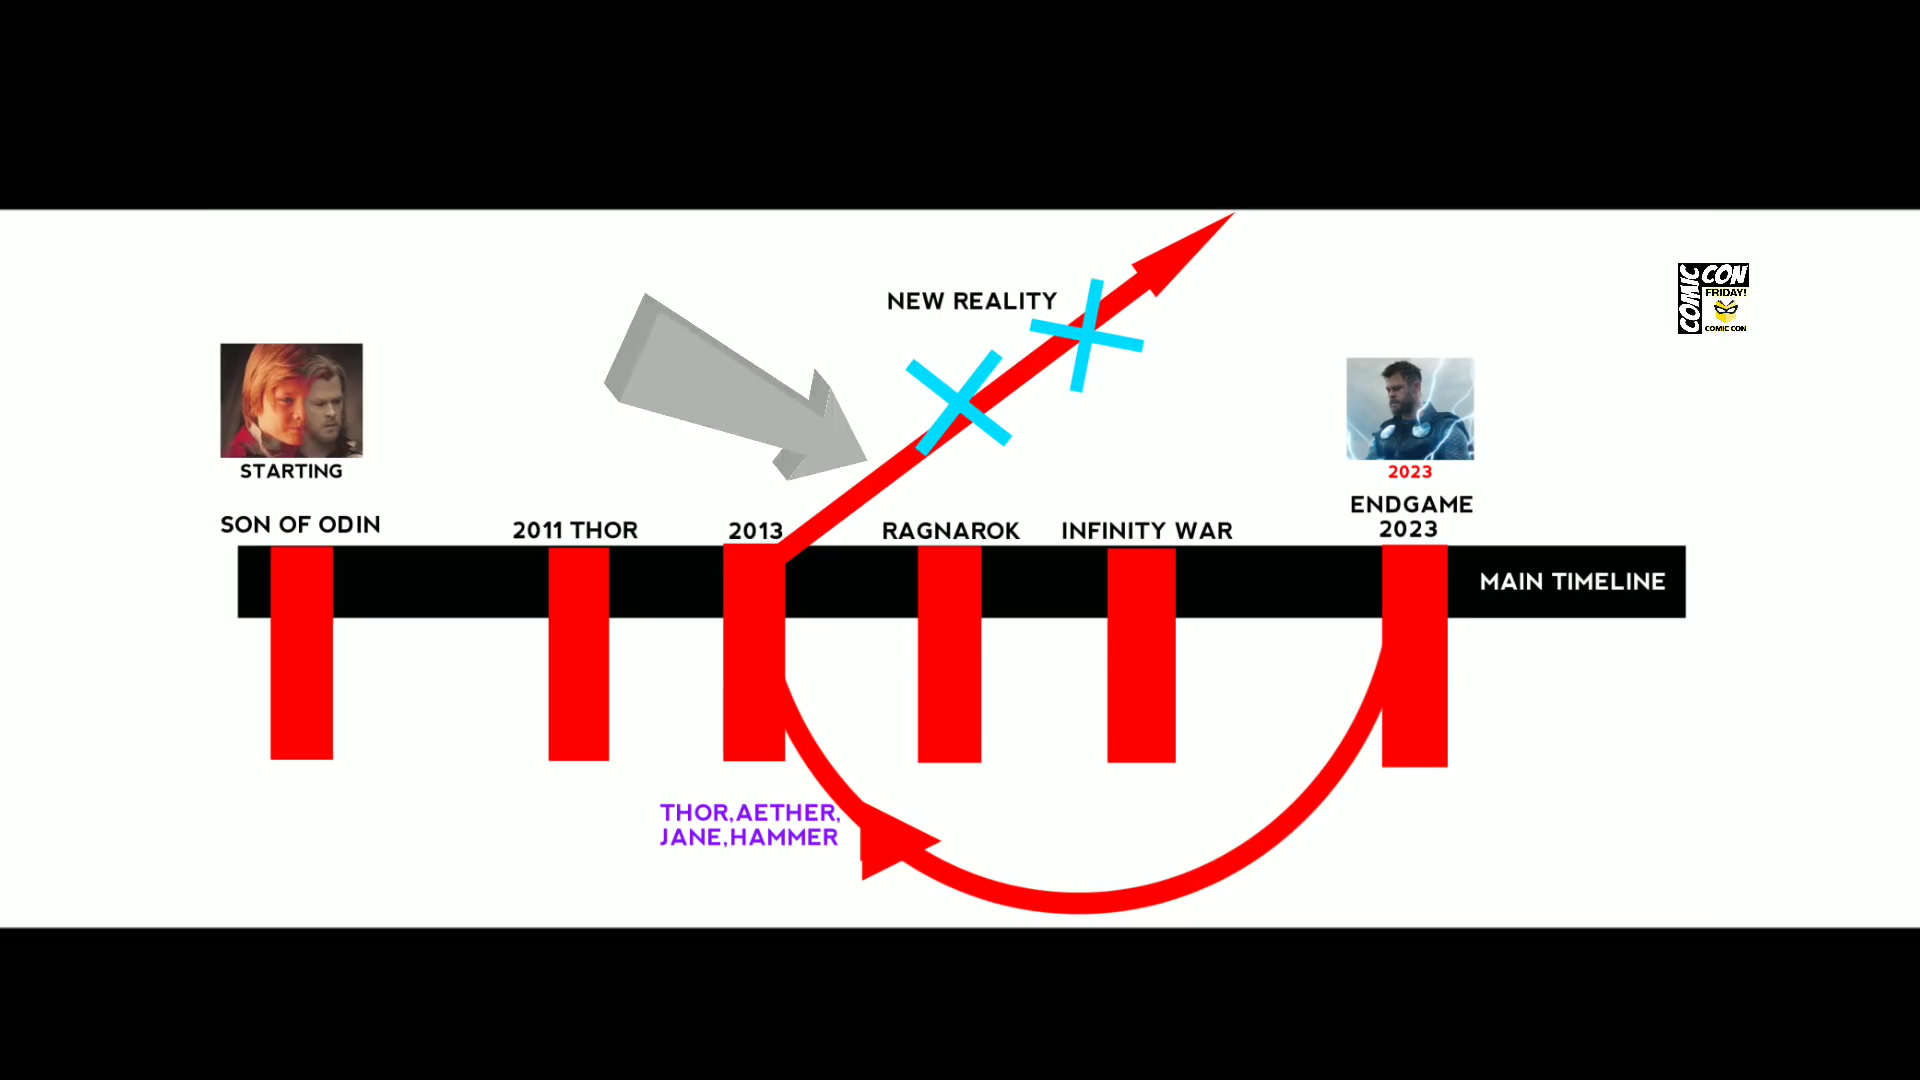 NEW REALITY
COMIC
CON
FRIDAY!
COMIC CON
STARTING
2023
SON OF ODIN
2011 THOR
2013
RAGNAROK
INFINITY WAR
ENDGAME
2023
MAIN TIMELINE
THOR,AETHER,
JANE,HAMMER